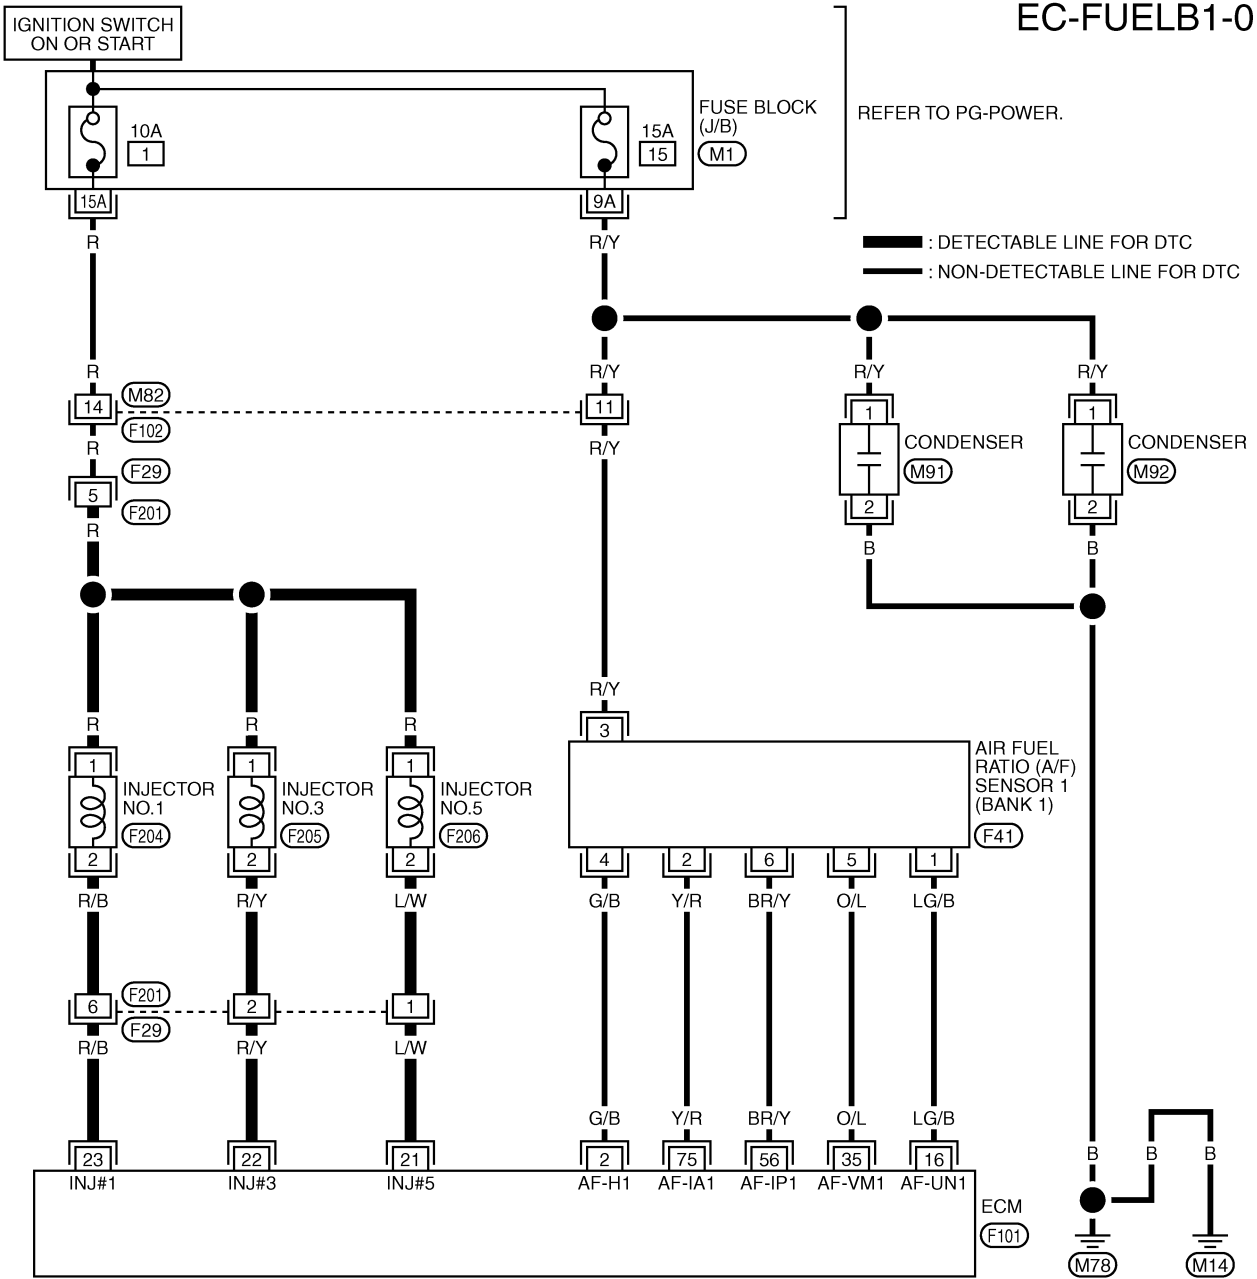 EC-FUELB1-0
IGNITION SWITCH
ON OR START
10A
1
15A
15
FUSE BLOCK
(J/B)
M1
REFER TO PG-POWER.
15A
9A
R
R/Y
: DETECTABLE LINE FOR DTC
: NON-DETECTABLE LINE FOR DTC
R
R/Y
R/Y
R/Y
14
M82
F102
11
1
1
R
R/Y
CONDENSER
M91
CONDENSER
M92
F29
5
F201
2
2
R
B
B
R/Y
R
R
R
3
1
1
1
INJECTOR
NO.1
F204
INJECTOR
NO.3
F205
INJECTOR
NO.5
F206
AIR FUEL
RATIO (A/F)
SENSOR 1
(BANK 1)
F41
2
2
2
4
2
6
5
1
R/B
R/Y
L/W
G/B
Y/R
BR/Y
O/L
LG/B
6
F201
F29
2
1
R/B
R/Y
L/W
G/B
Y/R
BR/Y
O/L
LG/B
B
B
B
23
22
21
2
75
56
35
16
INJ#1
INJ#3
INJ#5
AF-H1
AF-IA1
AF-IP1
AF-VM1
AF-UN1
ECM
F101
M78
M14